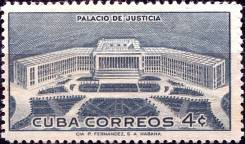 PALACIO DE JUSTICIA
CUBA CORREOS 4¢
CIA. P. FERNANDEZ, S. A. HABANA